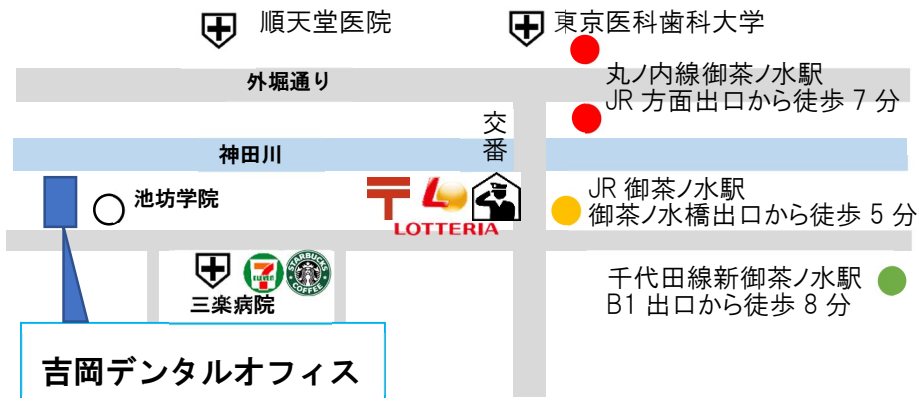 順天堂医院
東京医科歯科大学
外堀通り
丸ノ内線御茶ノ水駅
JR 方面出口から徒歩 7 分
交番
神田川
池坊学院
LOTTERIA
JR 御茶ノ水駅
御茶ノ水橋出口から徒歩 5 分
7
ELEVEN
STARBUCKS
COFFEE
三楽病院
千代田線新御茶ノ水駅
B1 出口から徒歩 8 分
吉岡デンタルオフィス